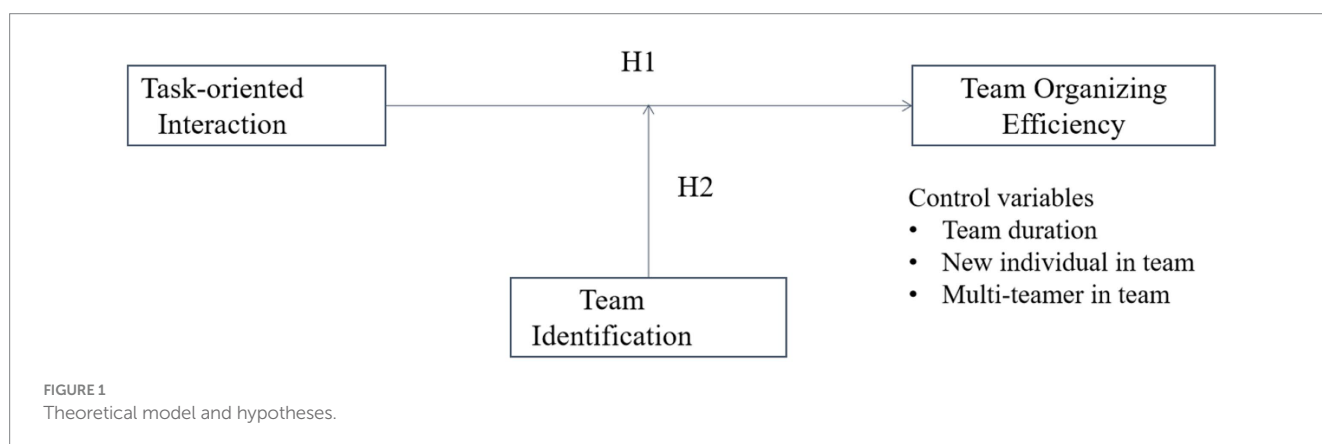 H1
Task-oriented
Interaction
Team Organizing
Efficiency
H2
Control variables
• Team duration
• New individual in team
• Multi-teamer in team
Team
Identification
FIGURE 1
Theoretical model and hypotheses.